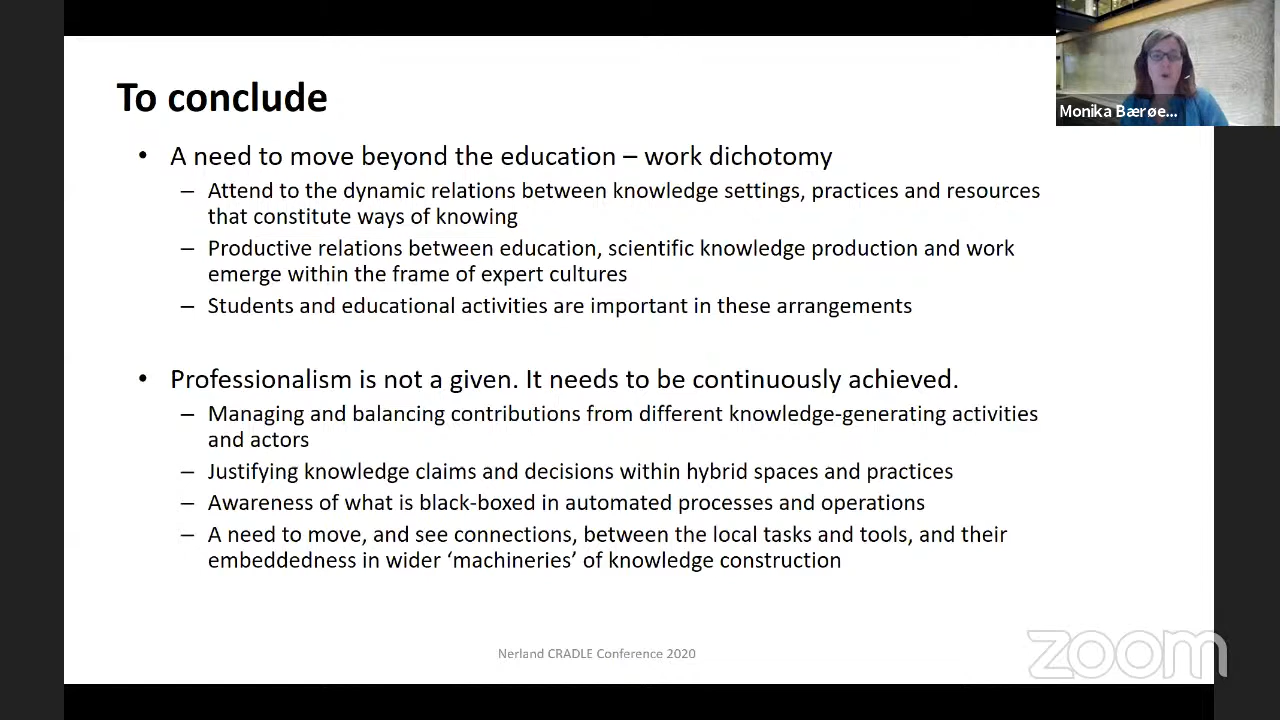 To conclude
Monika Bærøe...
• A need to move beyond the education – work dichotomy
– Attend to the dynamic relations between knowledge settings, practices and resources
that constitute ways of knowing
– Productive relations between education, scientific knowledge production and work
emerge within the frame of expert cultures
– Students and educational activities are important in these arrangements
• Professionalism is not a given. It needs to be continuously achieved.
– Managing and balancing contributions from different knowledge-generating activities
and actors
– Justifying knowledge claims and decisions within hybrid spaces and practices
– Awareness of what is black-boxed in automated processes and operations
– A need to move, and see connections, between the local tasks and tools, and their
embeddedness in wider ‘machineries’ of knowledge construction
Nerland CRADLE Conference 2020
zoom